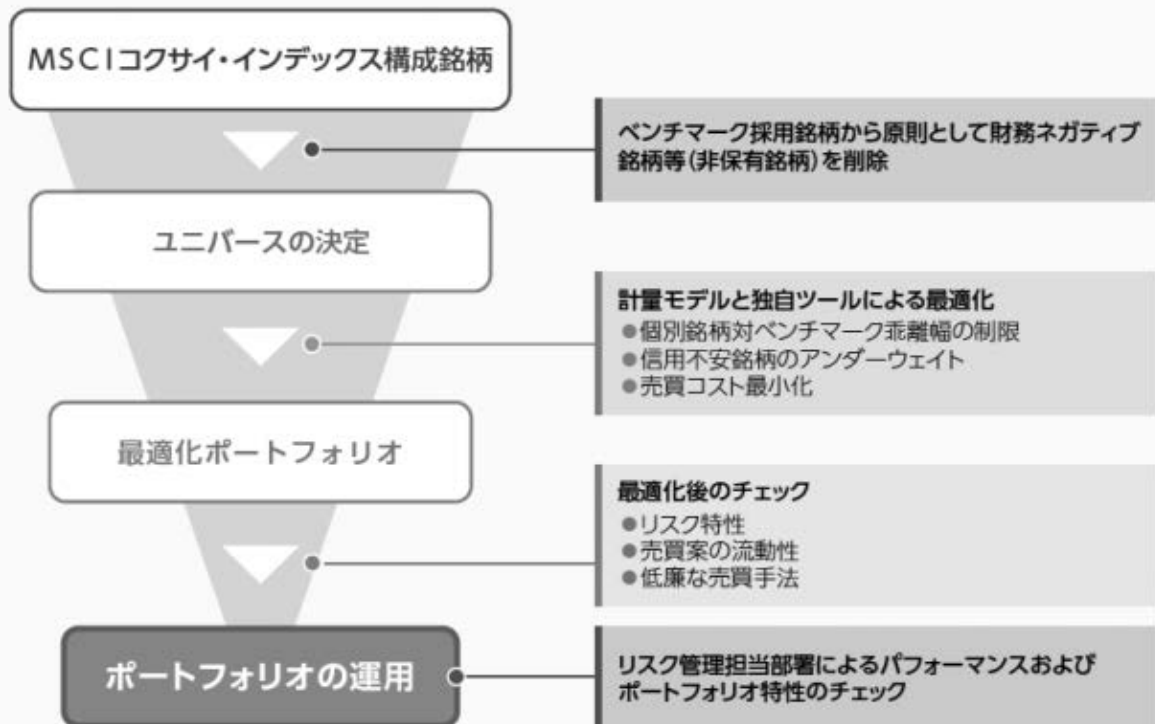 MSCIコクサイ・インデックス構成銘柄
ベンチマーク採用銘柄から原則として財務ネガティブ
銘柄等(非保有銘柄)を削除
ユニバースの決定
計量モデルと独自ツールによる最適化
●個別銘柄対ベンチマーク乖離幅の制限
●信用不安銘柄のアンダーウェイト
●売買コスト最小化
最適化ポートフォリオ
最適化後のチェック
●リスク特性
●売買案の流動性
●低廉な売買手法
ポートフォリオの運用
リスク管理担当部署によるパフォーマンスおよび
ポートフォリオ特性のチェック